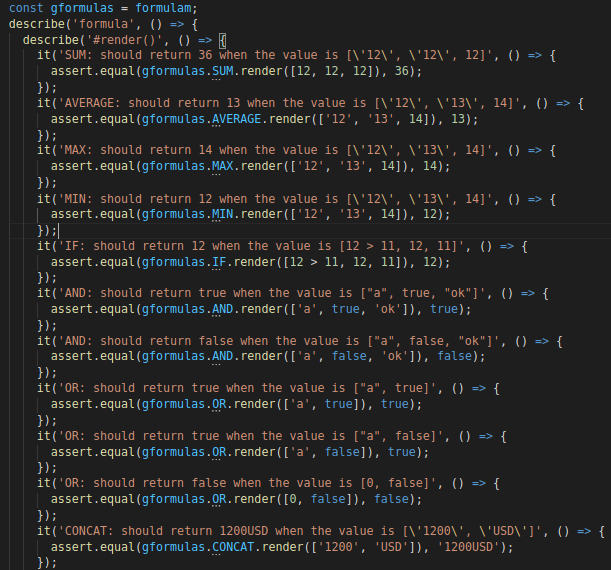 const gformulas = formulam;
describe('formula', () => {
  describe('#render()', () => {
    it('SUM: should return 36 when the value is [\'12\', \'12\', 12]', () => {
      assert.equal(gformulas.SUM.render([12, 12, 12]), 36);
    });
    it('AVERAGE: should return 13 when the value is [\'12\', \'13\', 14]', () => {
      assert.equal(gformulas.AVERAGE.render(['12', '13', 14]), 13);
    });
    it('MAX: should return 14 when the value is [\'12\', \'13\', 14]', () => {
      assert.equal(gformulas.MAX.render(['12', '13', 14]), 14);
    });
    it('MIN: should return 12 when the value is [\'12\', \'13\', 14]', () => {
      assert.equal(gformulas.MIN.render(['12', '13', 14]), 12);
    });
    it('IF: should return 12 when the value is [12 > 11, 12, 11]', () => {
      assert.equal(gformulas.IF.render([12 > 11, 12, 11]), 12);
    });
    it('AND: should return true when the value is ["a", true, "ok"]', () => {
      assert.equal(gformulas.AND.render(['a', true, 'ok']), true);
    });
    it('AND: should return false when the value is ["a", false, "ok"]', () => {
      assert.equal(gformulas.AND.render(['a', false, 'ok']), false);
    });
    it('OR: should return true when the value is ["a", true]', () => {
      assert.equal(gformulas.OR.render(['a', true]), true);
    });
    it('OR: should return true when the value is ["a", false]', () => {
      assert.equal(gformulas.OR.render(['a', false]), true);
    });
    it('OR: should return false when the value is [0, false]', () => {
      assert.equal(gformulas.OR.render([0, false]), false);
    });
    it('CONCAT: should return 1200USD when the value is [\'1200\', \'USD\']', () => {
      assert.equal(gformulas.CONCAT.render(['1200', 'USD']), '1200USD');
    });